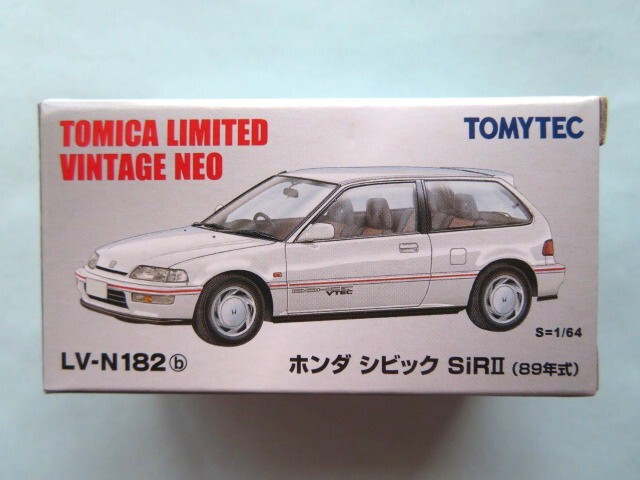 TOMICA LIMITED
VINTAGE NEO
TOMYTEC
DOHC VTEC
S=1/64
LV-N182ⓑ
ホンダ シビック SiRⅡ (89年式)